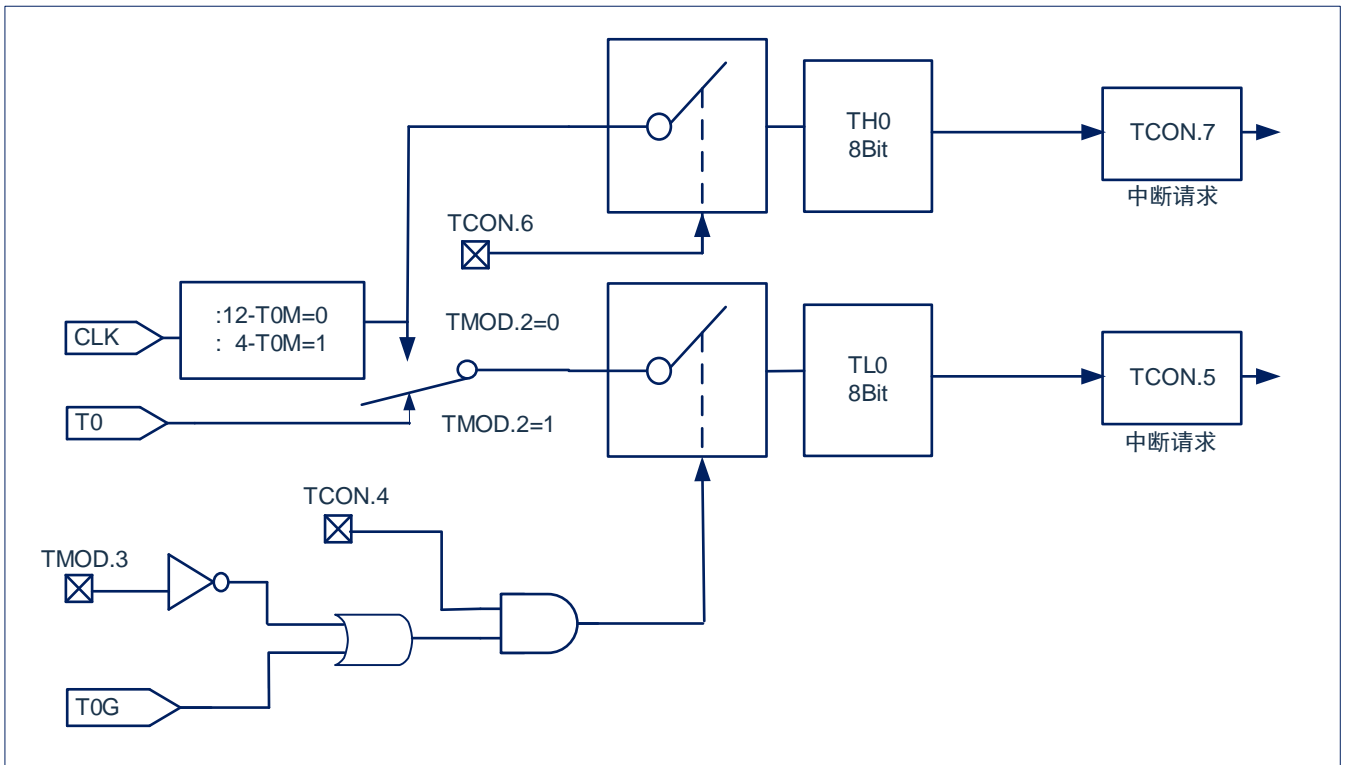 TH0
8Bit
TCON.7
中断请求
TCON.6
CLK
:12-T0M=0
: 4-T0M=1
TMOD.2=0
T0
TMOD.2=1
TL0
8Bit
TCON.5
中断请求
TCON.4
TMOD.3
T0G